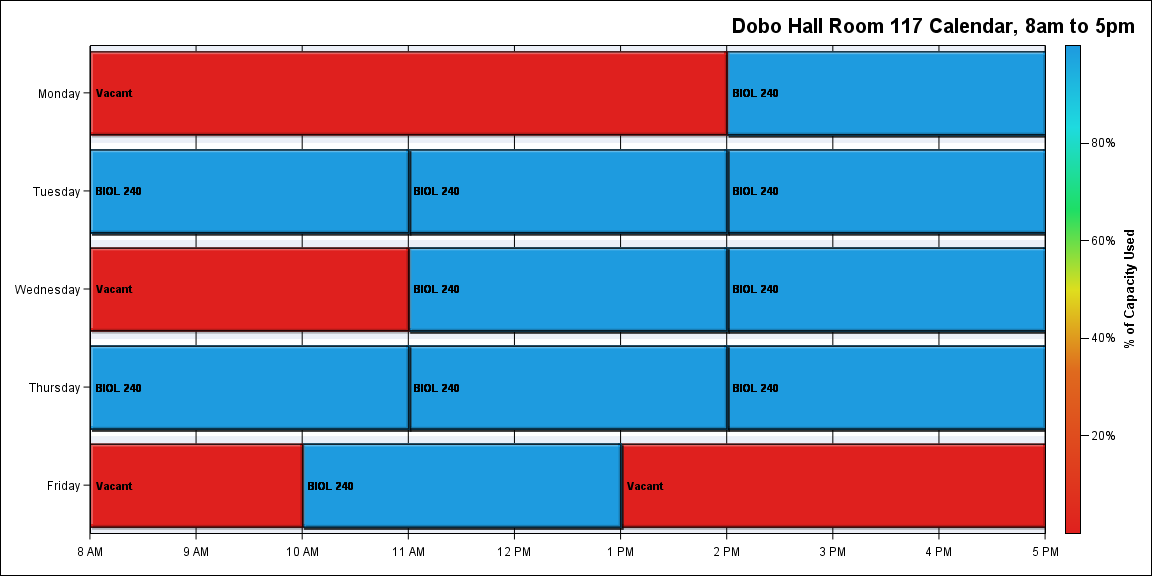 Dobo Hall Room 117 Calendar, 8am to 5pm
Monday
Vacant
BIOL 240
Tuesday
BIOL 240
BIOL 240
BIOL 240
Wednesday
Vacant
BIOL 240
BIOL 240
Thursday
BIOL 240
BIOL 240
BIOL 240
Friday
Vacant
BIOL 240
Vacant
8 AM
9 AM
10 AM
11 AM
12 PM
1 PM
2 PM
3 PM
4 PM
5 PM
80%
60%
40%
20%
% of Capacity Used